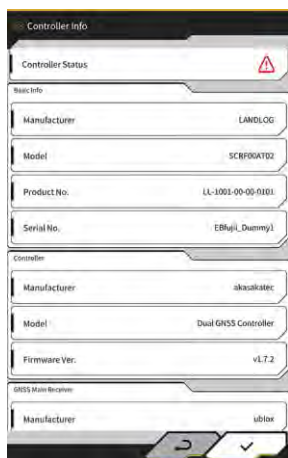 Controller Info
Controller Status
Basic Info
Manufacturer LANDLOG
Model SCRF00AT02
Product No. LL-1001-00-00-0101
Serial No. EBfujii_Dummy1
Controller
Manufacturer akasakatec
Model Dual GNSS Controller
Firmware Ver. v1.7.2
GNSS Main Receiver
Manufacturer ublox